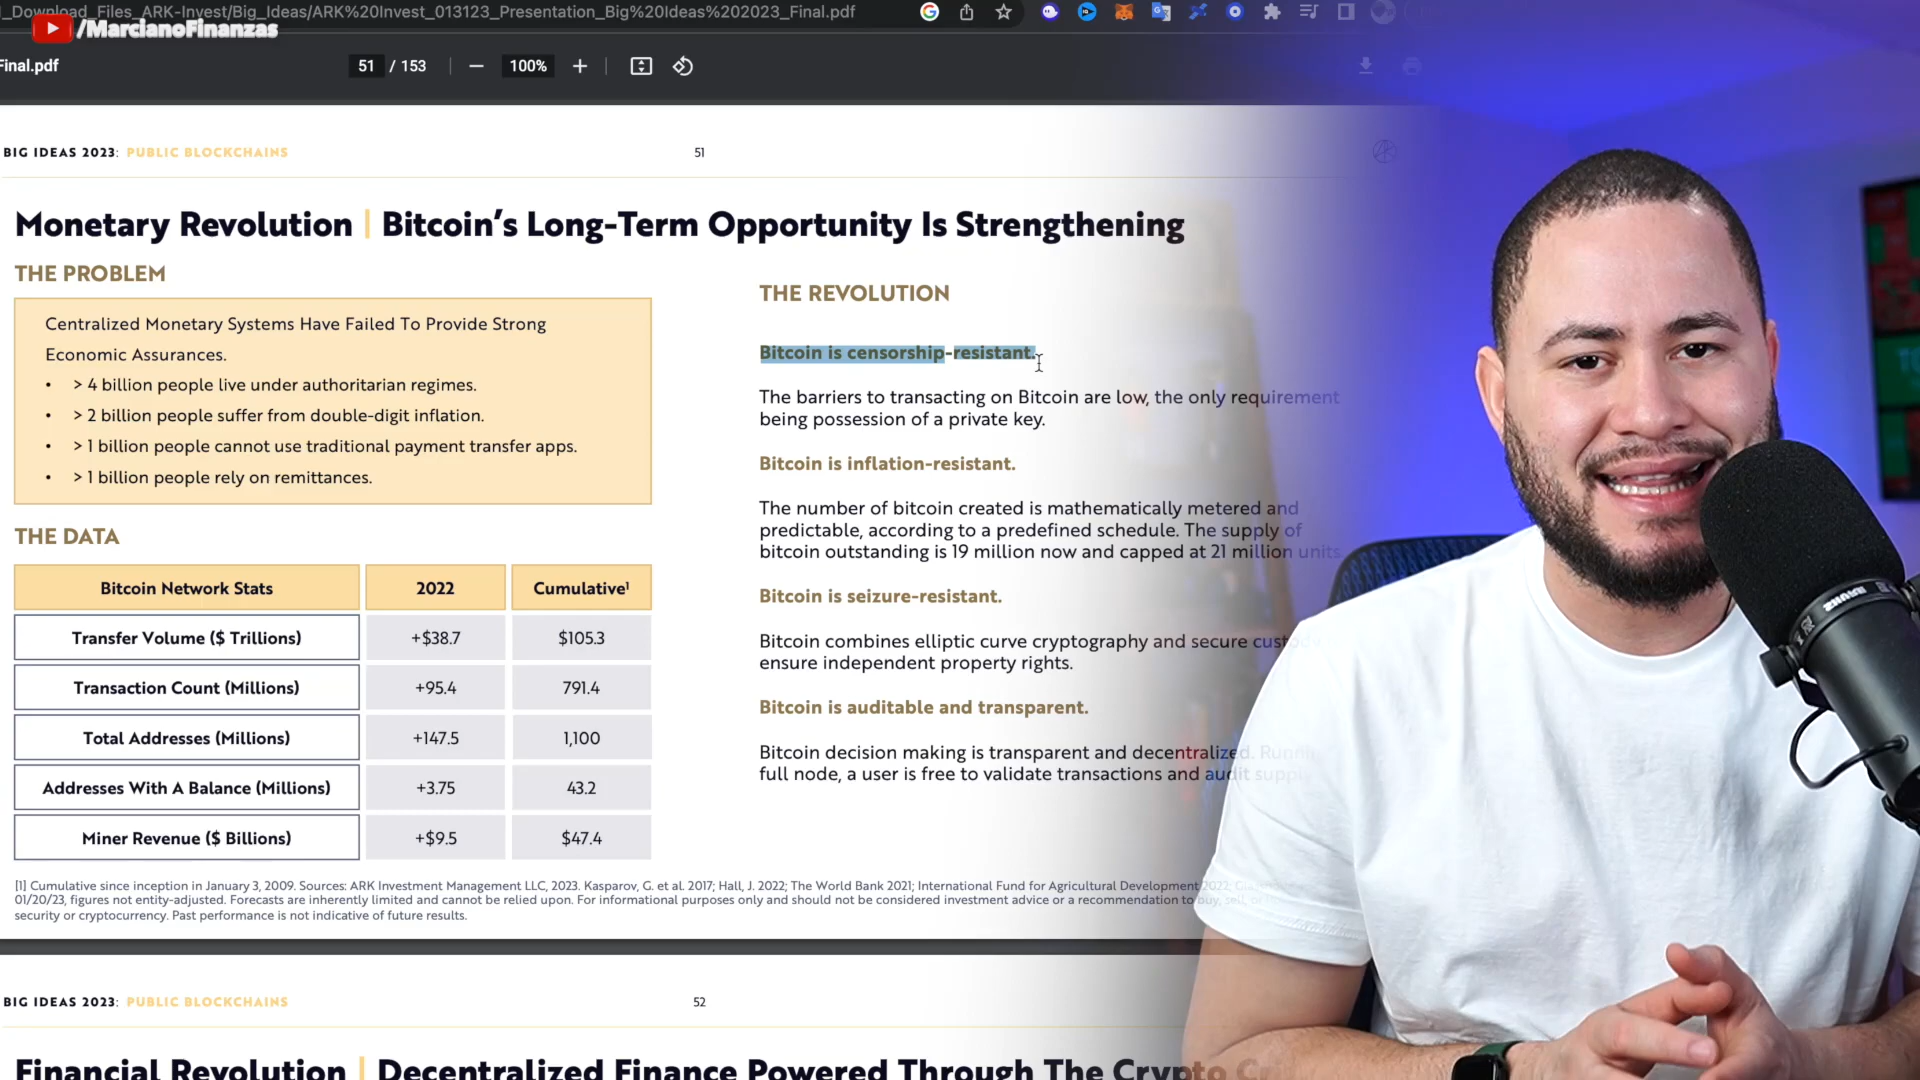 _Download_Files_ARK-Invest/Big_Ideas/ARK%20Invest_013123_Presentation_Big%20Ideas%202023_Final.pdf
/MarcianoFinanzas
Final.pdf
51 / 153
100%
BIG IDEAS 2023: PUBLIC BLOCKCHAINS
51
Monetary Revolution | Bitcoin’s Long-Term Opportunity Is Strengthening
THE PROBLEM
Centralized Monetary Systems Have Failed To Provide Strong
Economic Assurances.
• > 4 billion people live under authoritarian regimes.
• > 2 billion people suffer from double-digit inflation.
• > 1 billion people cannot use traditional payment transfer apps.
• > 1 billion people rely on remittances.
THE DATA
Bitcoin Network Stats 2022 Cumulative¹
Transfer Volume ($ Trillions) +$38.7 $105.3
Transaction Count (Millions) +95.4 791.4
Total Addresses (Millions) +147.5 1,100
Addresses With A Balance (Millions) +3.75 43.2
Miner Revenue ($ Billions) +$9.5 $47.4
THE REVOLUTION
Bitcoin is censorship-resistant.
The barriers to transacting on Bitcoin are low, the only requirement
being possession of a private key.
Bitcoin is inflation-resistant.
The number of bitcoin created is mathematically metered and
predictable, according to a predefined schedule. The supply of
bitcoin outstanding is 19 million now and capped at 21 million units.
Bitcoin is seizure-resistant.
Bitcoin combines elliptic curve cryptography and secure custody
ensure independent property rights.
Bitcoin is auditable and transparent.
Bitcoin decision making is transparent and decentralized.
full node, a user is free to validate transactions and audit supply
[1] Cumulative since inception in January 3, 2009. Sources: ARK Investment Management LLC, 2023. Kasparov, G. et al. 2017; Hall, J. 2022; The World Bank 2021; International Fund for Agricultural Development 2022;
01/20/23, figures not entity-adjusted. Forecasts are inherently limited and cannot be relied upon. For informational purposes only and should not be considered investment advice or a recommendation to buy, sell, or
security or cryptocurrency. Past performance is not indicative of future results.
BIG IDEAS 2023: PUBLIC BLOCKCHAINS
52
Financial Revolution | Decentralized Finance Powered Through The Crypto